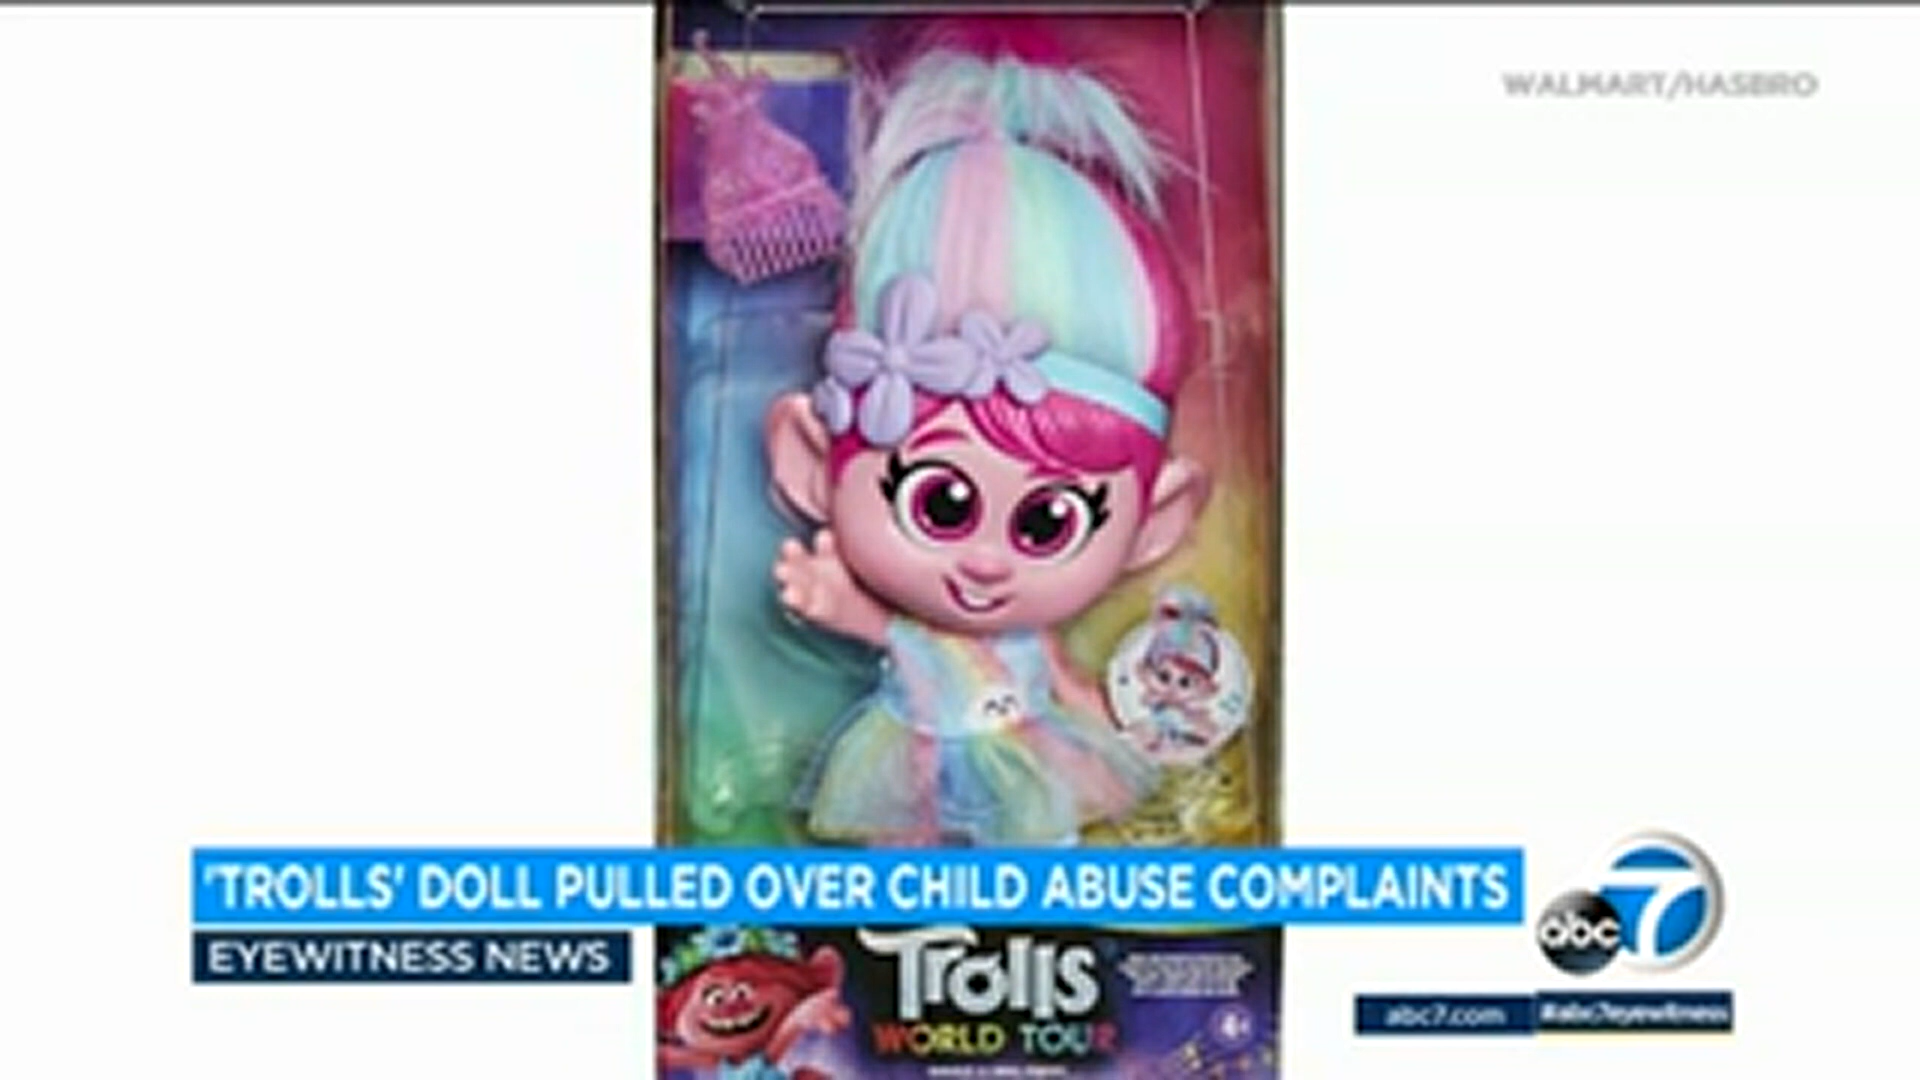 WALMART/HASBRO
'TROLLS' DOLL PULLED OVER CHILD ABUSE COMPLAINTS
EYEWITNESS NEWS
abc 7
Trolls
WORLD TOUR
4+
abc7.com
#abc7eyewitness